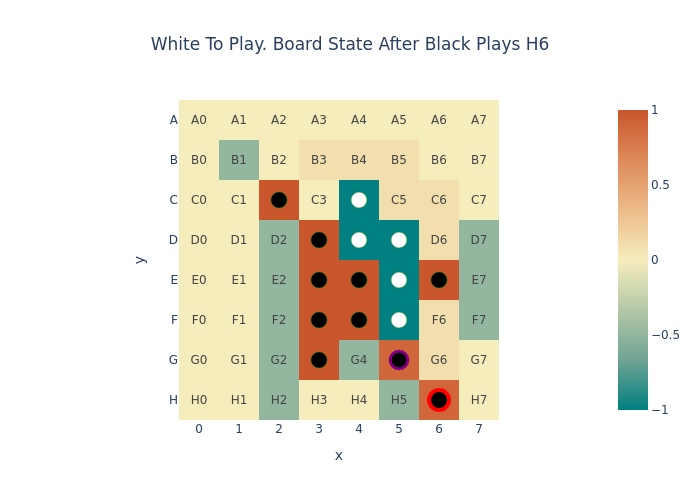 White To Play. Board State After Black Plays H6
A A0 A1 A2 A3 A4 A5 A6 A7 1
B B0 B1 B2 B3 B4 B5 B6 B7
C C0 C1 C3 C5 C6 C7 0.5
D D0 D1 D2 D6 D7
y 0
E E0 E1 E2 E7
F F0 F1 F2 F6 F7 −0.5
G G0 G1 G2 G4 G6 G7
H H0 H1 H2 H3 H4 H5 H7 −1
0 1 2 3 4 5 6 7
x